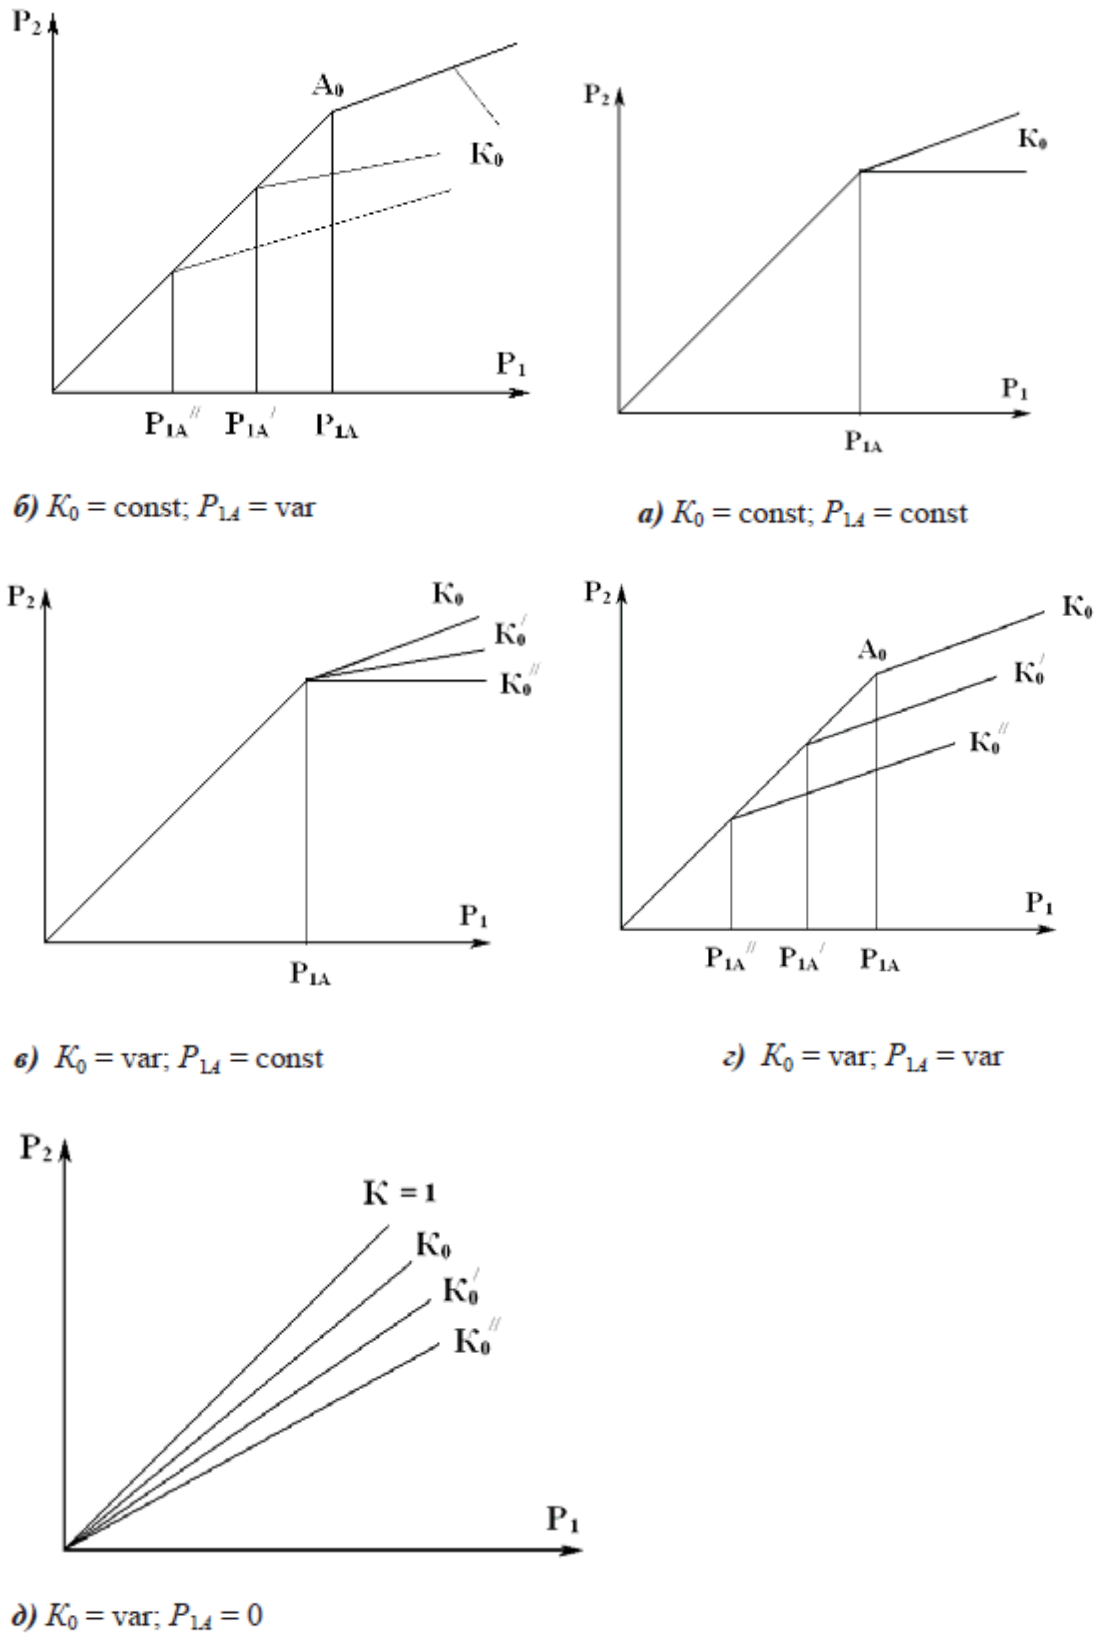 P₂
A₀
K₀
P₁
P₁A// P₁A/ P₁A
б) K₀ = const; P₁A = var
P₂
K₀
P₁
P₁A
а) K₀ = const; P₁A = const
P₂
K₀
K₀/
K₀//
P₁
P₁A
в) K₀ = var; P₁A = const
P₂
K₀
A₀
K₀/
K₀//
P₁
P₁A// P₁A/ P₁A
г) K₀ = var; P₁A = var
P₂
K = 1
K₀
K₀/
K₀//
P₁
д) K₀ = var; P₁A = 0